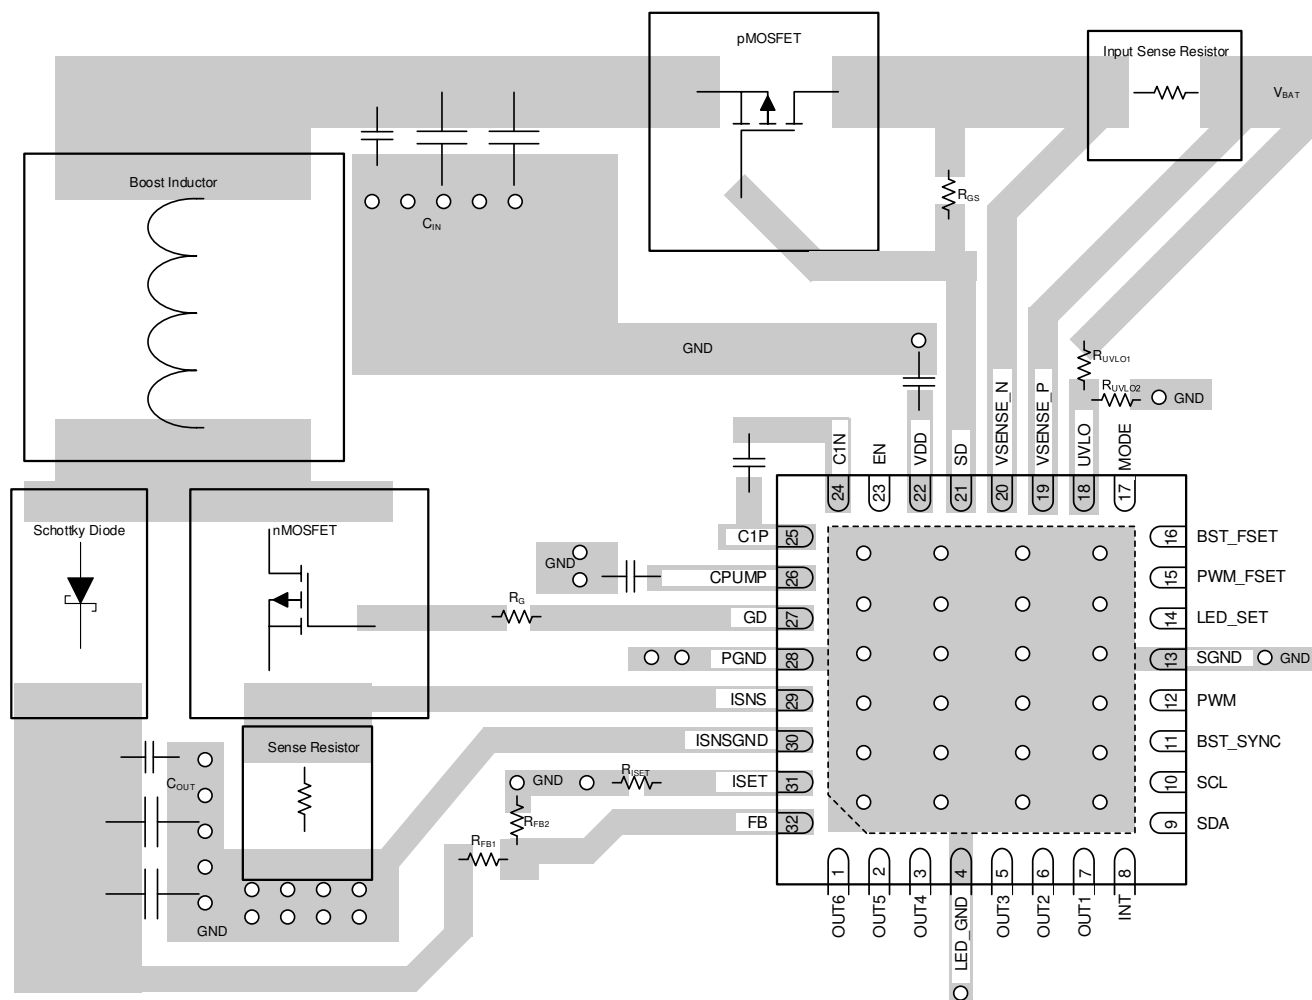 pMOSFET
Input Sense Resistor
VBAT
Boost Inductor
RGS
CIN
GND
RUVLO1
RUVLO2
GND
C1N
EN
VDD
SD
VSENSE_N
VSENSE_P
UVLO
MODE
24
23
22
21
20
19
18
17
Schottky Diode
nMOSFET
C1P
25
16
BST_FSET
GND
CPUMP
26
15
PWM_FSET
RG
GD
27
14
LED_SET
PGND
28
13
SGND
GND
ISNS
29
12
PWM
ISNSGND
30
11
BST_SYNC
Sense Resistor
COUT
GND
RISET
ISET
31
10
SCL
RFB2
FB
32
9
SDA
RFB1
1
2
3
4
5
6
7
8
OUT6
OUT5
OUT4
LED_GND
OUT3
OUT2
OUT1
INT
GND